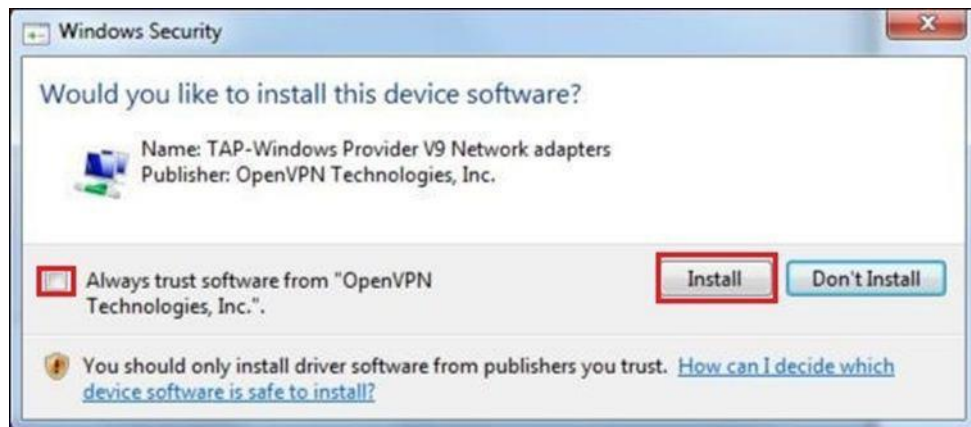 Windows Security
Would you like to install this device software?
Name: TAP-Windows Provider V9 Network adapters
Publisher: OpenVPN Technologies, Inc.
Always trust software from "OpenVPN
Technologies, Inc.".
Install
Don't Install
You should only install driver software from publishers you trust. How can I decide which
device software is safe to install?